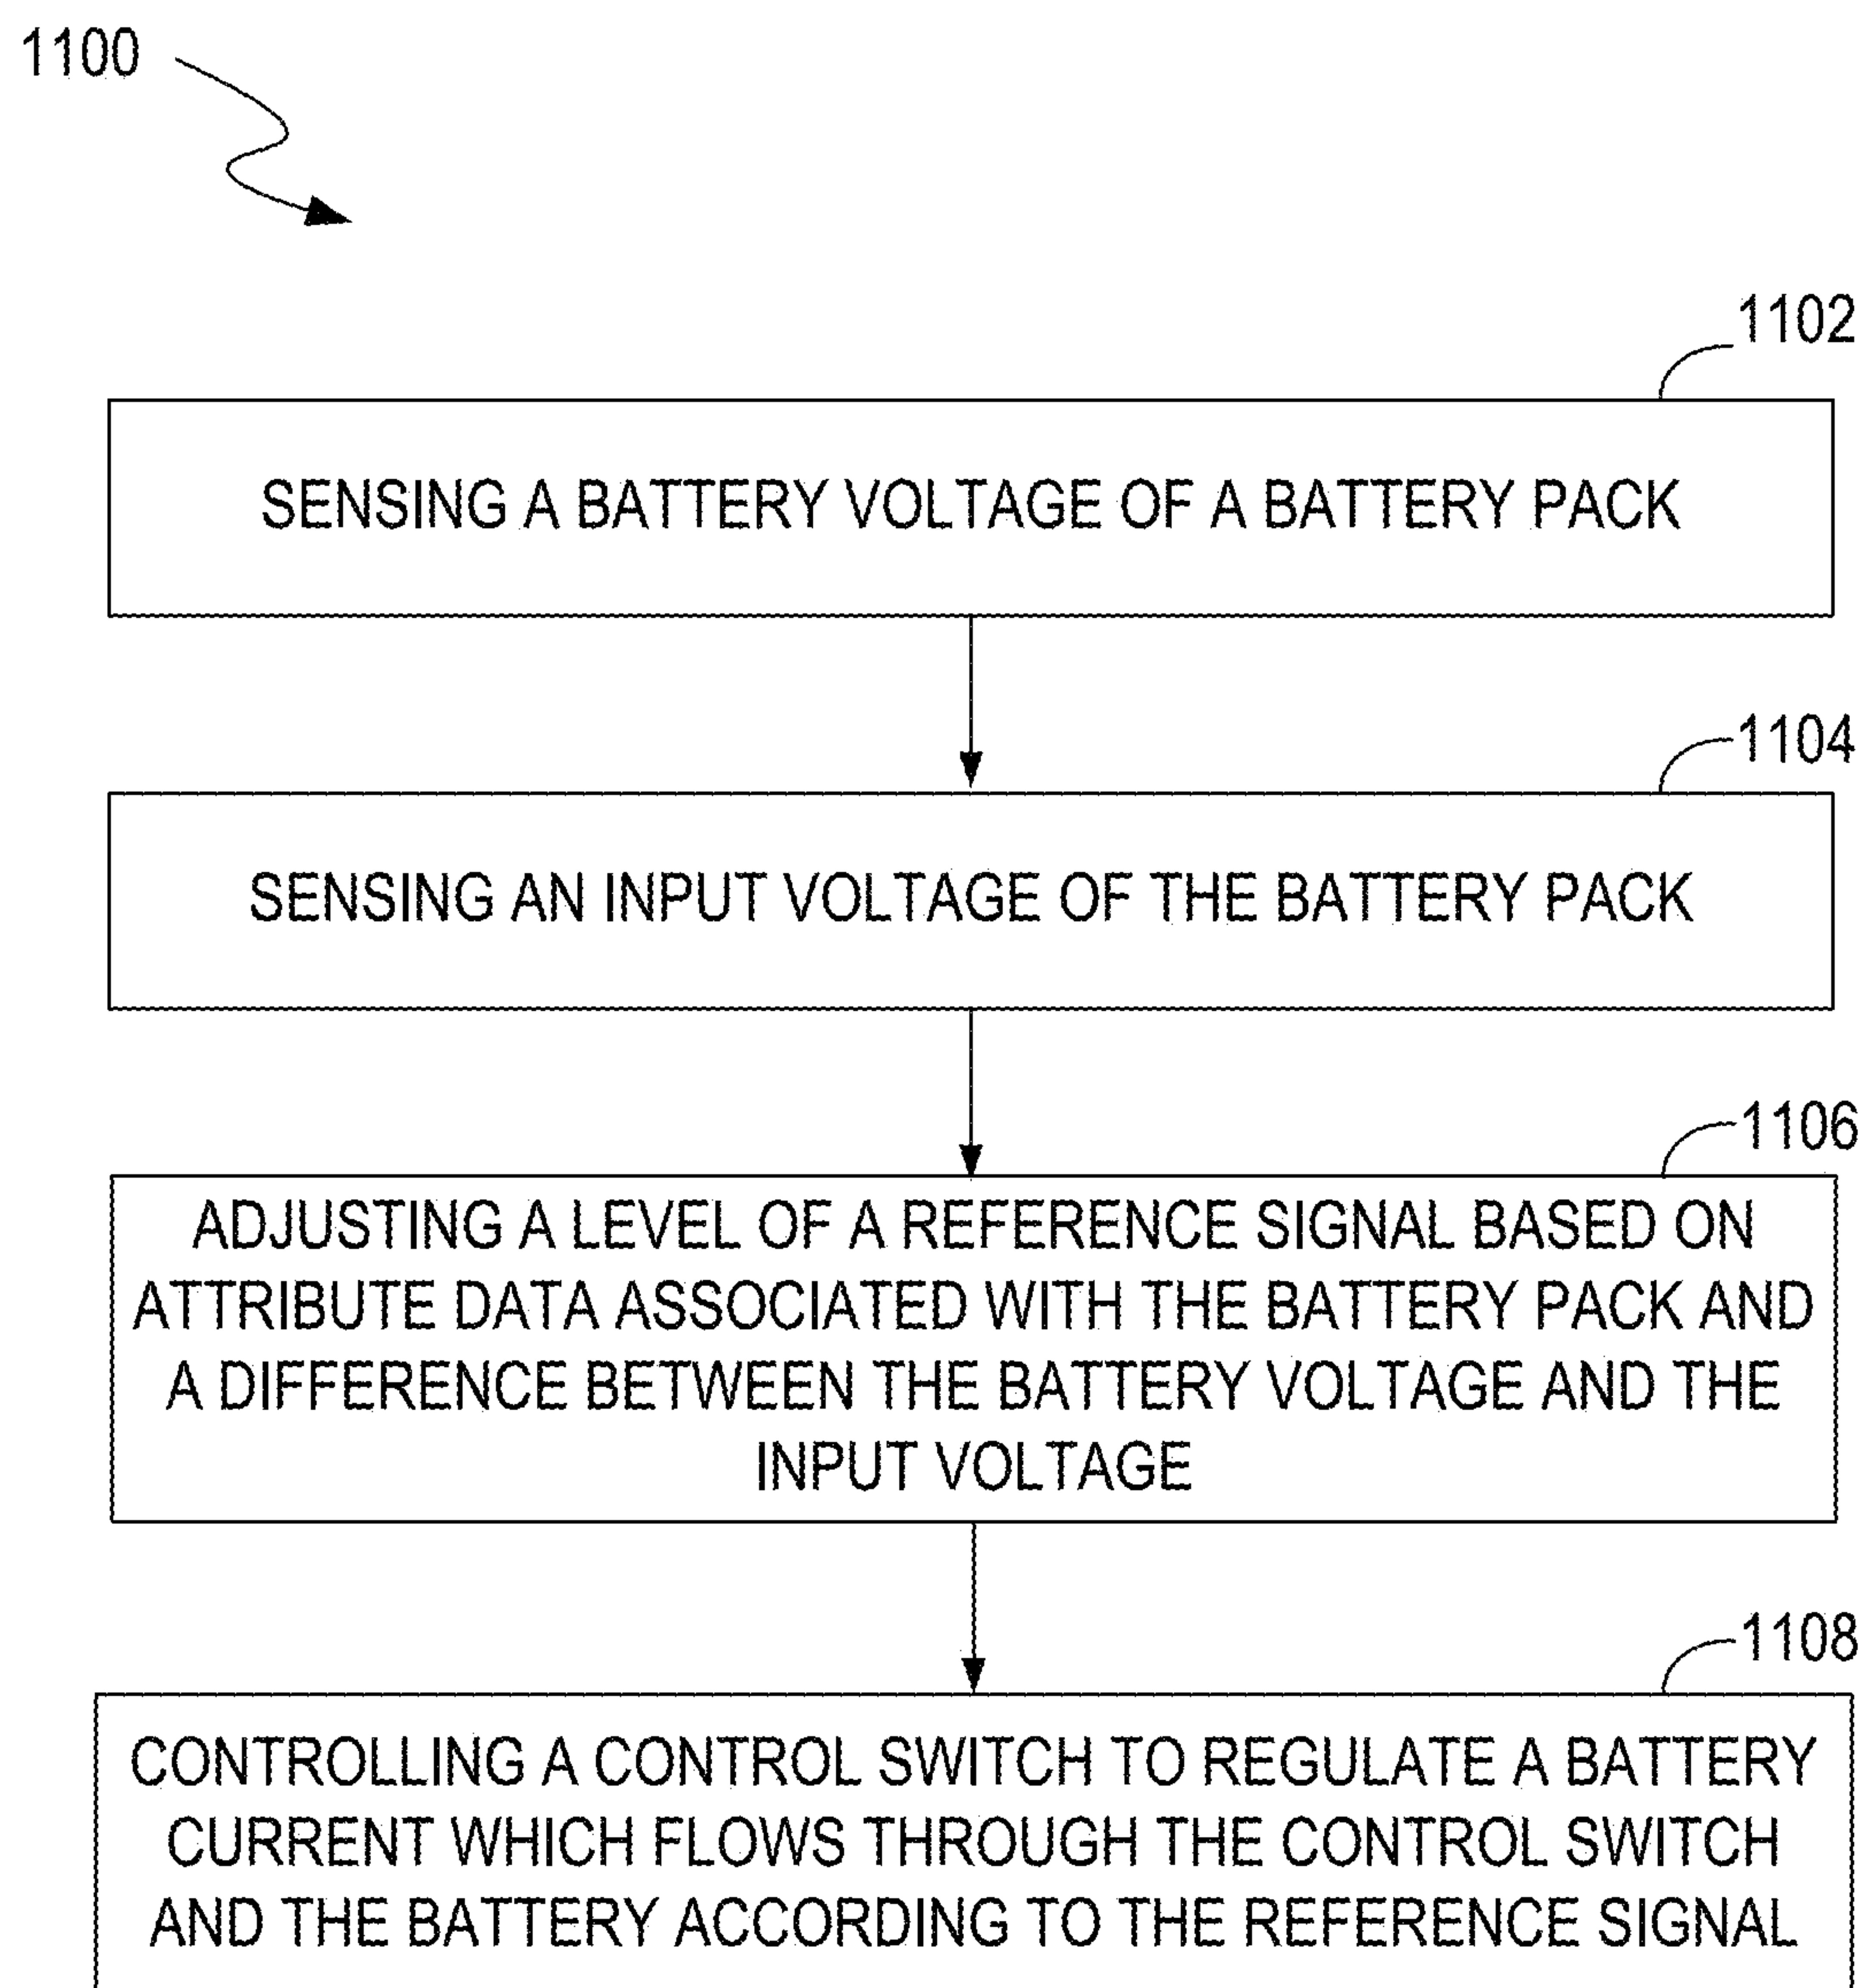 1100
1102
SENSING A BATTERY VOLTAGE OF A BATTERY PACK
1104
SENSING AN INPUT VOLTAGE OF THE BATTERY PACK
1106
ADJUSTING A LEVEL OF A REFERENCE SIGNAL BASED ON
ATTRIBUTE DATA ASSOCIATED WITH THE BATTERY PACK AND
A DIFFERENCE BETWEEN THE BATTERY VOLTAGE AND THE
INPUT VOLTAGE
1108
CONTROLLING A CONTROL SWITCH TO REGULATE A BATTERY
CURRENT WHICH FLOWS THROUGH THE CONTROL SWITCH
AND THE BATTERY ACCORDING TO THE REFERENCE SIGNAL